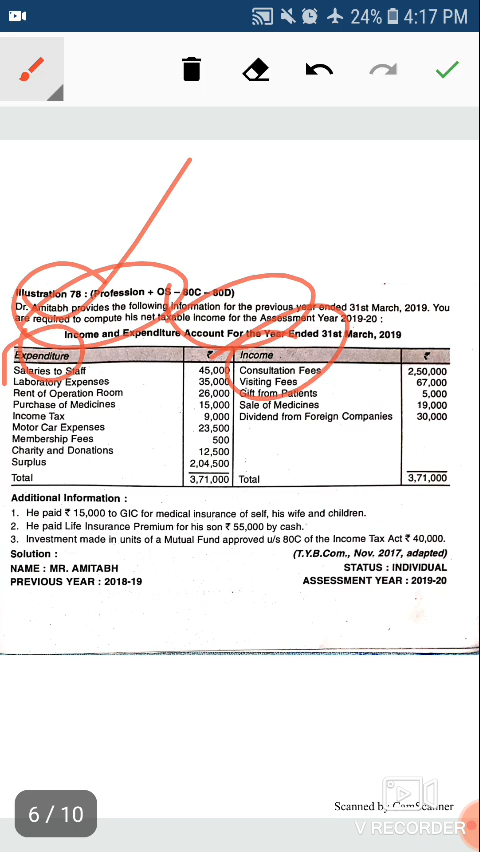 24% 4:17 PM
Illustration 78 : (Profession + OS – 80C – 80D)
Dr. Amitabh provides the following information for the previous year ended 31st March, 2019. You
are required to compute his net taxable Income for the Assessment Year 2019-20 :
Income and Expenditure Account For the Year Ended 31st March, 2019
Expenditure ₹ Income ₹
Salaries to Staff 45,000 Consultation Fees 2,50,000
Laboratory Expenses 35,000 Visiting Fees 67,000
Rent of Operation Room 26,000 Gift from Patients 5,000
Purchase of Medicines 15,000 Sale of Medicines 19,000
Income Tax 9,000 Dividend from Foreign Companies 30,000
Motor Car Expenses 23,500
Membership Fees 500
Charity and Donations 12,500
Surplus 2,04,500
Total 3,71,000 Total 3,71,000
Additional Information :
1. He paid ₹ 15,000 to GIC for medical insurance of self, his wife and children.
2. He paid Life Insurance Premium for his son ₹ 55,000 by cash.
3. Investment made in units of a Mutual Fund approved u/s 80C of the Income Tax Act ₹ 40,000.
Solution : (T.Y.B.Com., Nov. 2017, adapted)
NAME : MR. AMITABH STATUS : INDIVIDUAL
PREVIOUS YEAR : 2018-19 ASSESSMENT YEAR : 2019-20
6 / 10
Scanned by CamScanner
V RECORDER